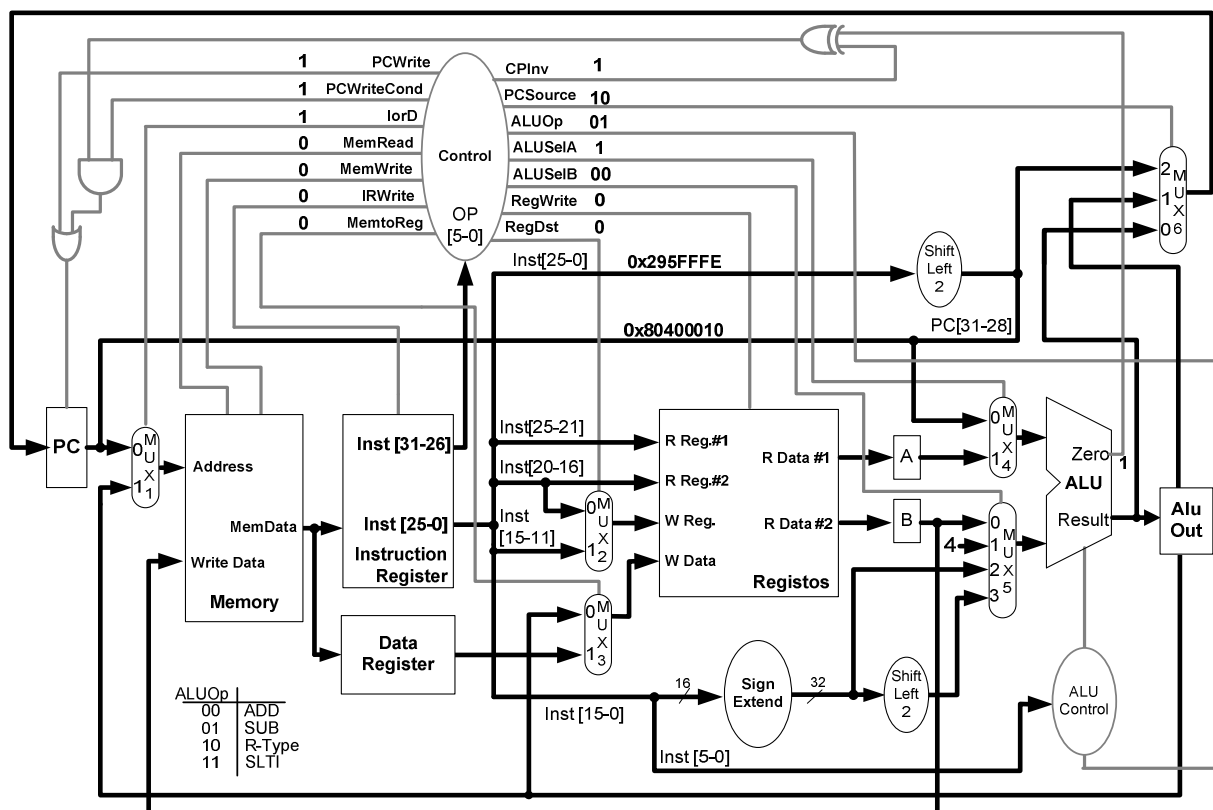 1 PCWrite
1 PCWriteCond
1 IorD
0 MemRead
0 MemWrite
0 IRWrite
0 MemtoReg
Control
OP
[5-0]
CPInv 1
PCSource 10
ALUOp 01
ALUSelA 1
ALUSelB 00
RegWrite 0
RegDst 0
2
1
0
M
U
X
6
Inst[25-0]
0x295FFFE
Shift
Left
2
PC[31-28]
0x80400010
PC
0
1
M
U
X
1
Address
MemData
Write Data
Memory
Inst [31-26]
Inst [25-0]
Instruction
Register
Data
Register
Inst[25-21]
Inst[20-16]
Inst
[15-11]
0
1
M
U
X
2
0
1
M
U
X
3
R Reg.#1
R Reg.#2
W Reg.
W Data
R Data #1
R Data #2
Registos
A
B
0
1
M
U
X
4
4
0
1
2
3
M
U
X
5
Zero
1
ALU
Result
Alu
Out
Inst [15-0]
16
Sign
Extend
32
Shift
Left
2
ALU
Control
Inst [5-0]
ALUOp
00 ADD
01 SUB
10 R-Type
11 SLTI